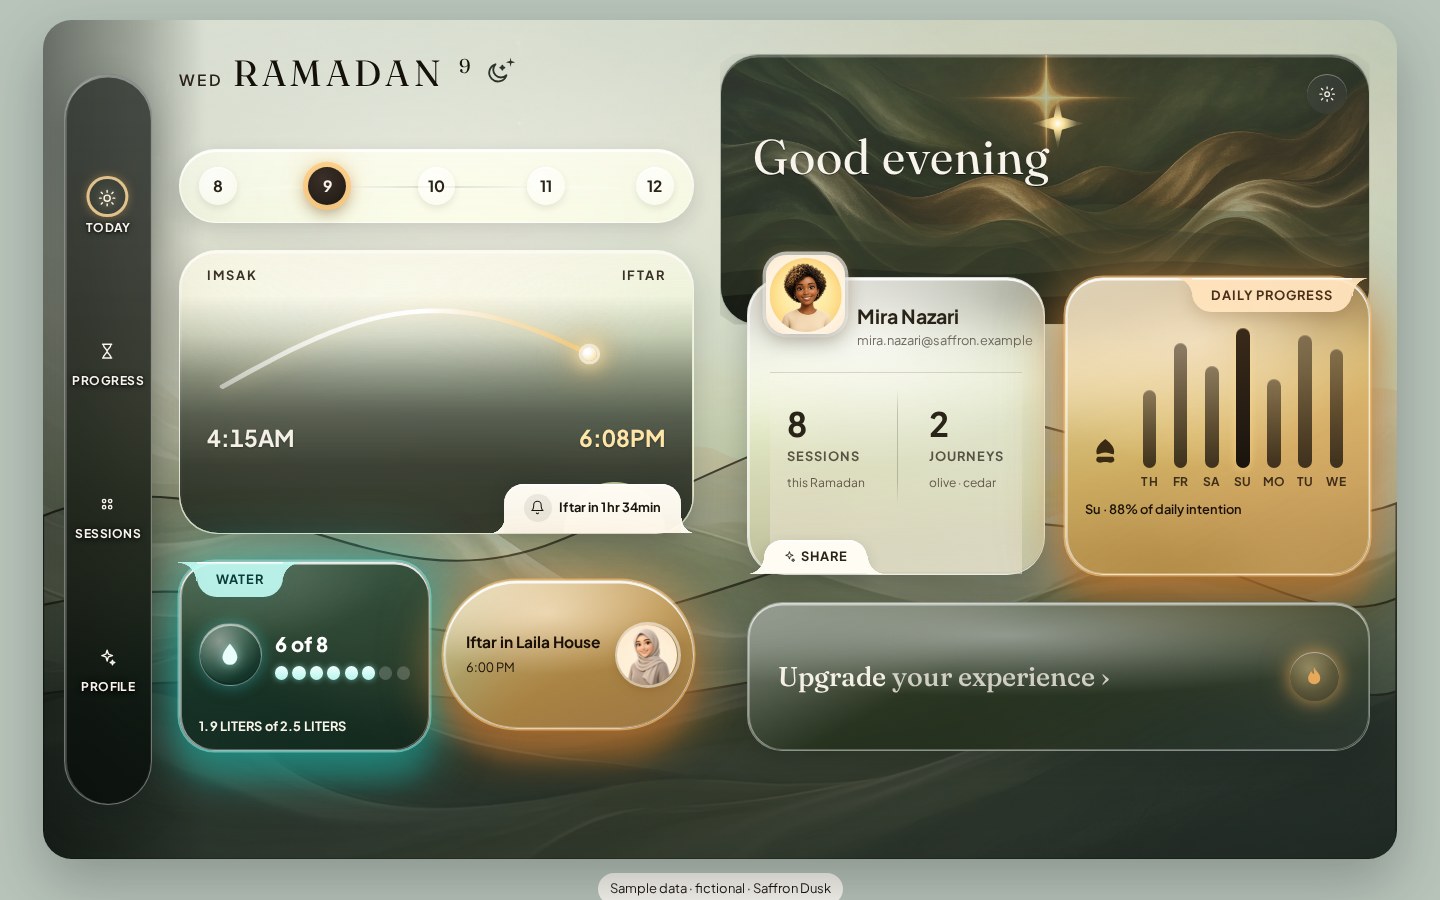 WED RAMADAN 9
TODAY
PROGRESS
SESSIONS
PROFILE
8 9 10 11 12
IMSAK IFTAR
4:15AM 6:08PM
Iftar in 1hr 34min
WATER
6 of 8
1.9 LITERS of 2.5 LITERS
Iftar in Laila House
6:00 PM
Good evening
Mira Nazari
mira.nazari@saffron.example
8 2
SESSIONS JOURNEYS
this Ramadan olive · cedar
SHARE
DAILY PROGRESS
TH FR SA SU MO TU WE
Su · 88% of daily intention
Upgrade your experience ›
Sample data · fictional · Saffron Dusk